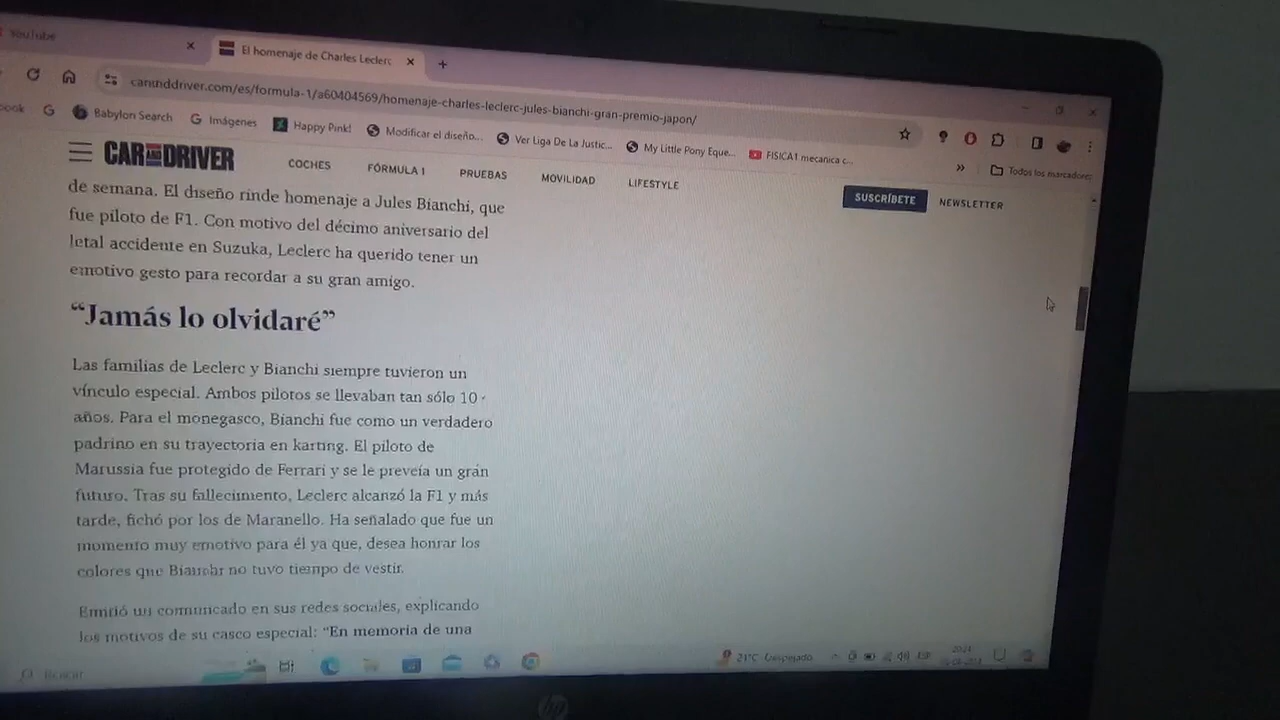 YouTube
El homenaje de Charles Leclerc
caranddriver.com/es/formula-1/a60404569/homenaje-charles-leclerc-jules-bianchi-gran-premio-japon/
ook
Babylon Search
Imágenes
Happy Pink!
Modificar el diseño...
Ver Liga De La Justic...
My Little Pony Eque...
FISICA1 mecanica c...
Todos los marcadores
CAR AND DRIVER
COCHES
FÓRMULA 1
PRUEBAS
MOVILIDAD
LIFESTYLE
SUSCRÍBETE
NEWSLETTER
de semana. El diseño rinde homenaje a Jules Bianchi, que
fue piloto de F1. Con motivo del décimo aniversario del
letal accidente en Suzuka, Leclerc ha querido tener un
emotivo gesto para recordar a su gran amigo.
“Jamás lo olvidaré”
Las familias de Leclerc y Bianchi siempre tuvieron un
vínculo especial. Ambos pilotos se llevaban tan sólo 10
años. Para el monegasco, Bianchi fue como un verdadero
padrino en su trayectoria en karting. El piloto de
Marussia fue protegido de Ferrari y se le preveía un gran
futuro. Tras su fallecimiento, Leclerc alcanzó la F1 y más
tarde, fichó por los de Maranello. Ha señalado que fue un
momento muy emotivo para él ya que, desea honrar los
colores que Bianchi no tuvo tiempo de vestir.
Emitió un comunicado en sus redes sociales, explicando
los motivos de su casco especial: “En memoria de una
Buscar
21°C Despejado
ESP
20:24
hp